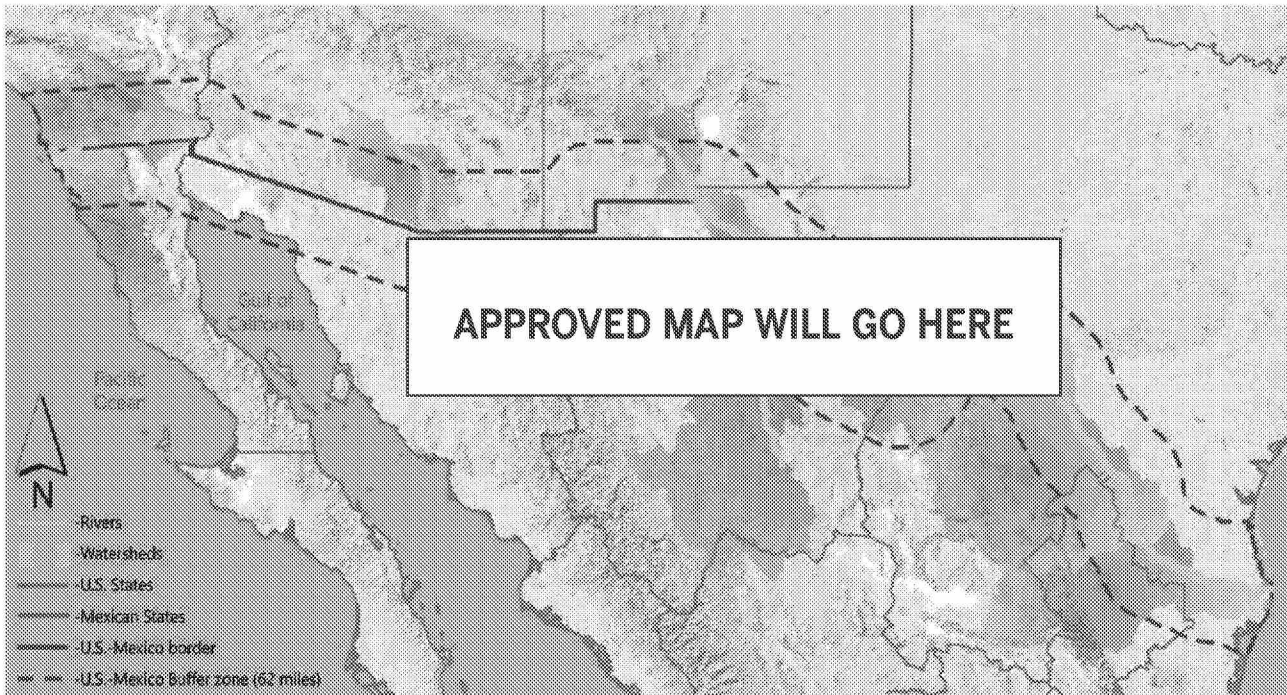 APPROVED MAP WILL GO HERE
Gulf of
California
Pacific
Ocean
N
-Rivers
-Watersheds
-U.S. States
-Mexican States
-U.S.-Mexico border
-U.S.-Mexico Buffer zone (62 miles)